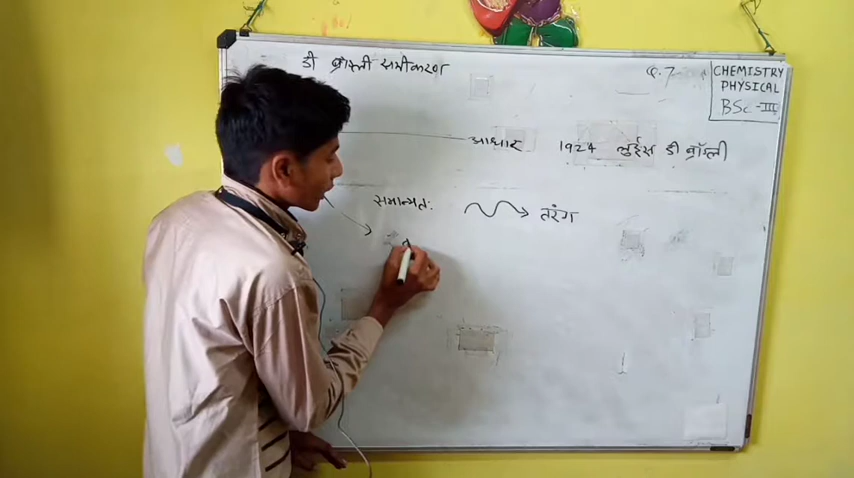 डी ब्रोग्ली समीकरण
Q.7
CHEMISTRY
PHYSICAL
BSc-III
आधार 1924 लुईस डी ब्रॉग्ली
समान्यतः तरंग